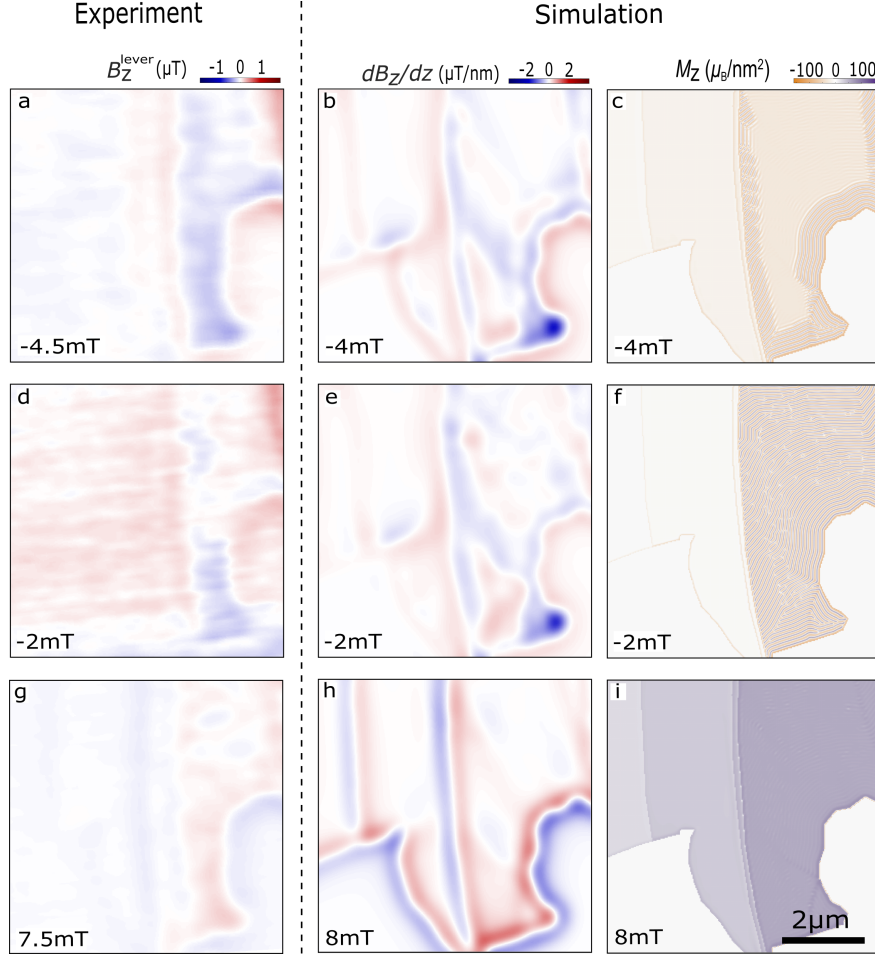 Experiment
Simulation
B_z^lever (μT)
-1 0 1
dB_z/dz (μT/nm)
-2 0 2
M_z (μ_B/nm²)
-100 0 100
a
-4.5mT
b
-4mT
c
-4mT
d
-2mT
e
-2mT
f
-2mT
g
7.5mT
h
8mT
i
2μm
8mT